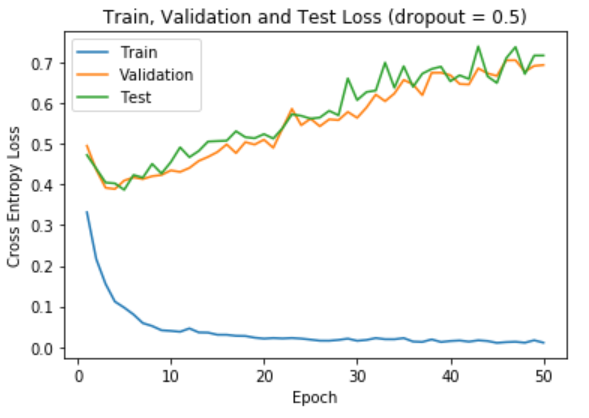 Train, Validation and Test Loss (dropout = 0.5)
Train
Validation
Test
Cross Entropy Loss
0.7
0.6
0.5
0.4
0.3
0.2
0.1
0.0
0
10
20
30
40
50
Epoch